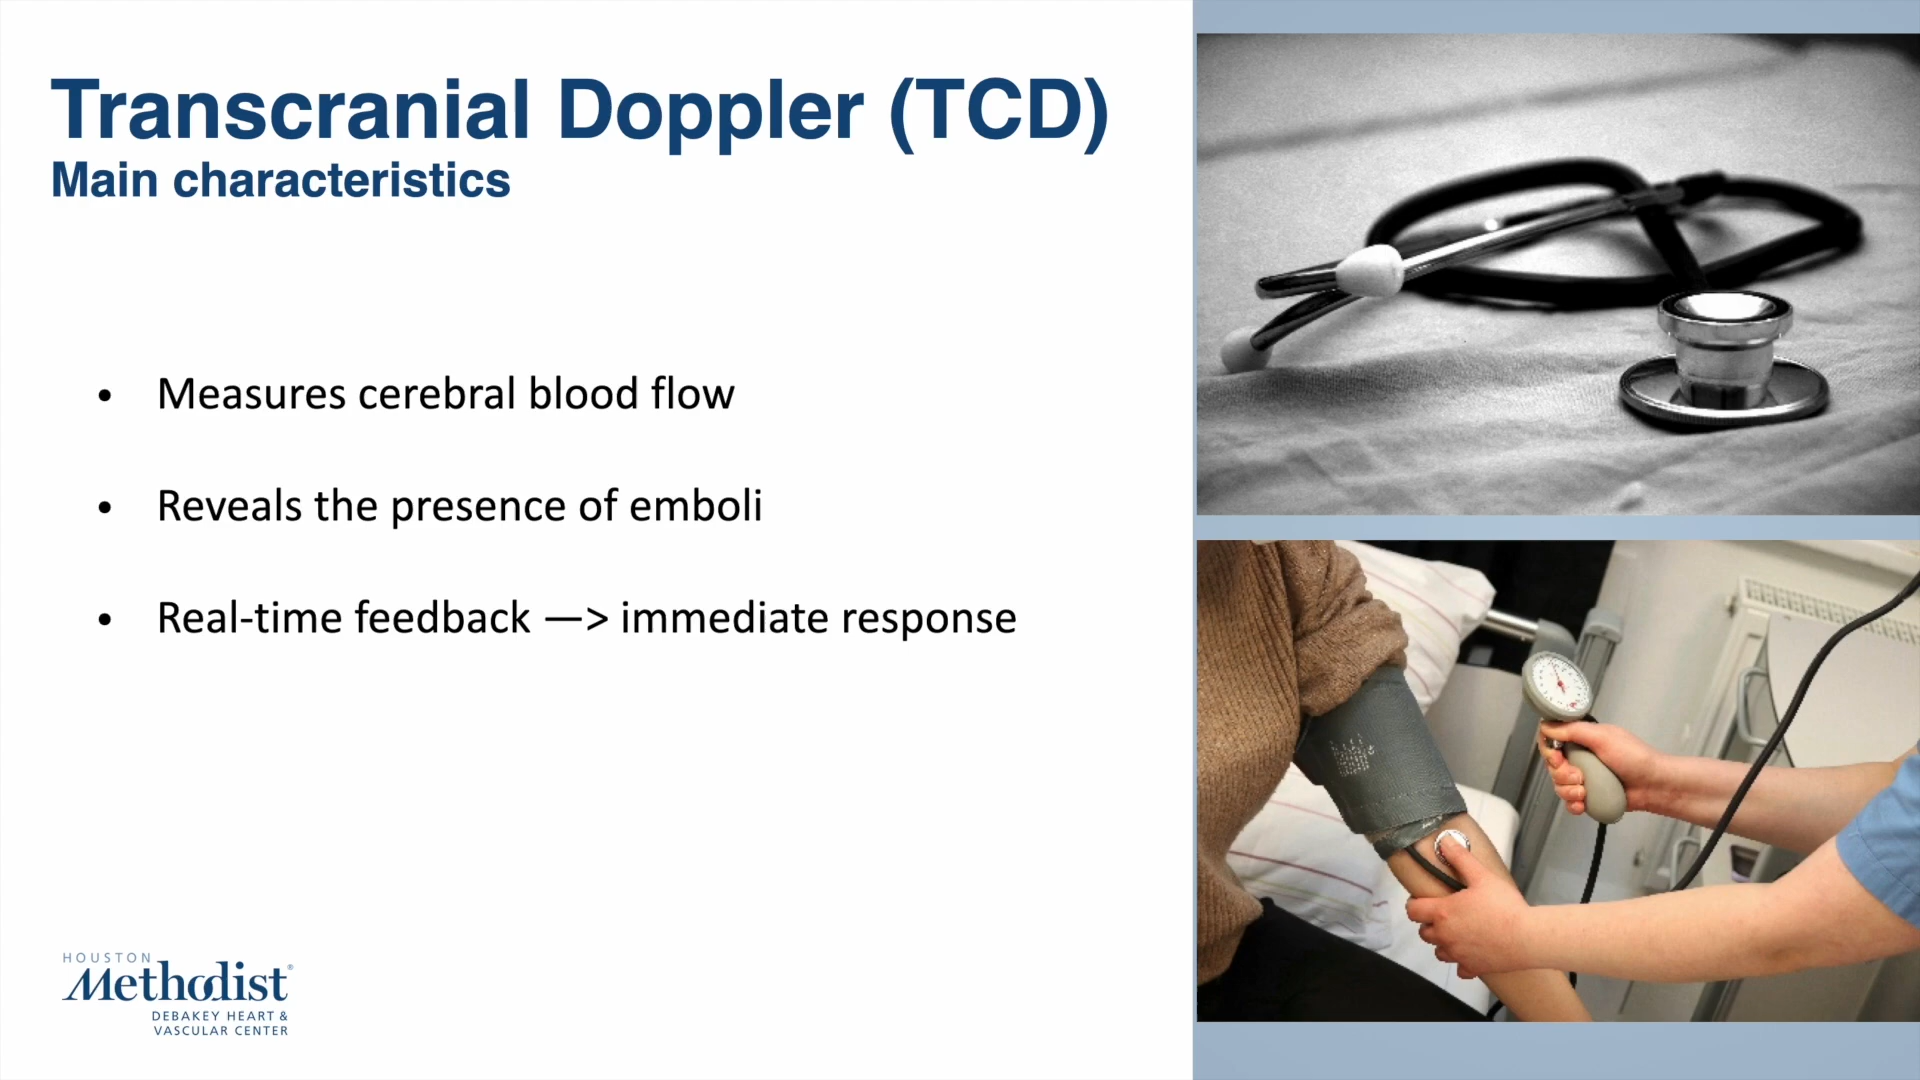 Transcranial Doppler (TCD)
Main characteristics
• Measures cerebral blood flow
• Reveals the presence of emboli
• Real-time feedback —> immediate response
HOUSTON
Methodist®
DEBAKEY HEART &
VASCULAR CENTER